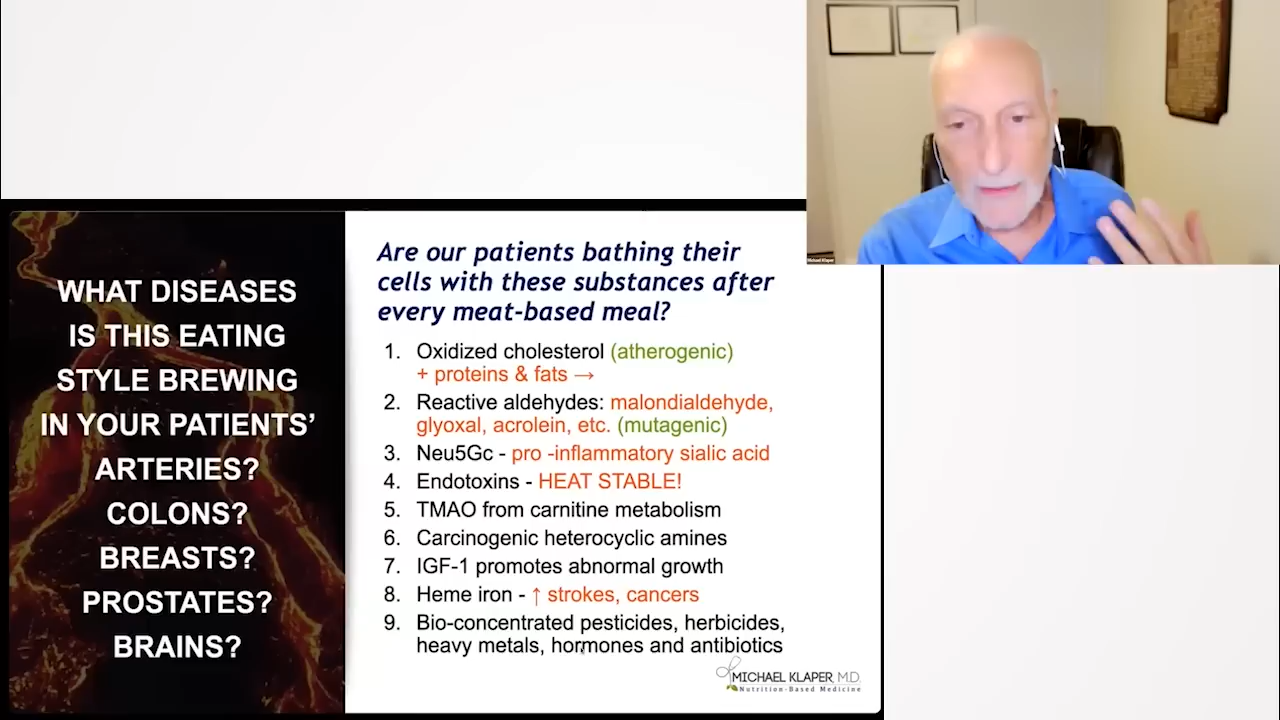 Michael Klaper
WHAT DISEASES
IS THIS EATING
STYLE BREWING
IN YOUR PATIENTS’
ARTERIES?
COLONS?
BREASTS?
PROSTATES?
BRAINS?
Are our patients bathing their
cells with these substances after
every meat-based meal?
1. Oxidized cholesterol (atherogenic)
+ proteins & fats →
2. Reactive aldehydes: malondialdehyde,
glyoxal, acrolein, etc. (mutagenic)
3. Neu5Gc - pro -inflammatory sialic acid
4. Endotoxins - HEAT STABLE!
5. TMAO from carnitine metabolism
6. Carcinogenic heterocyclic amines
7. IGF-1 promotes abnormal growth
8. Heme iron - ↑ strokes, cancers
9. Bio-concentrated pesticides, herbicides,
heavy metals, hormones and antibiotics
MICHAEL KLAPER, M.D.
Nutrition-Based Medicine